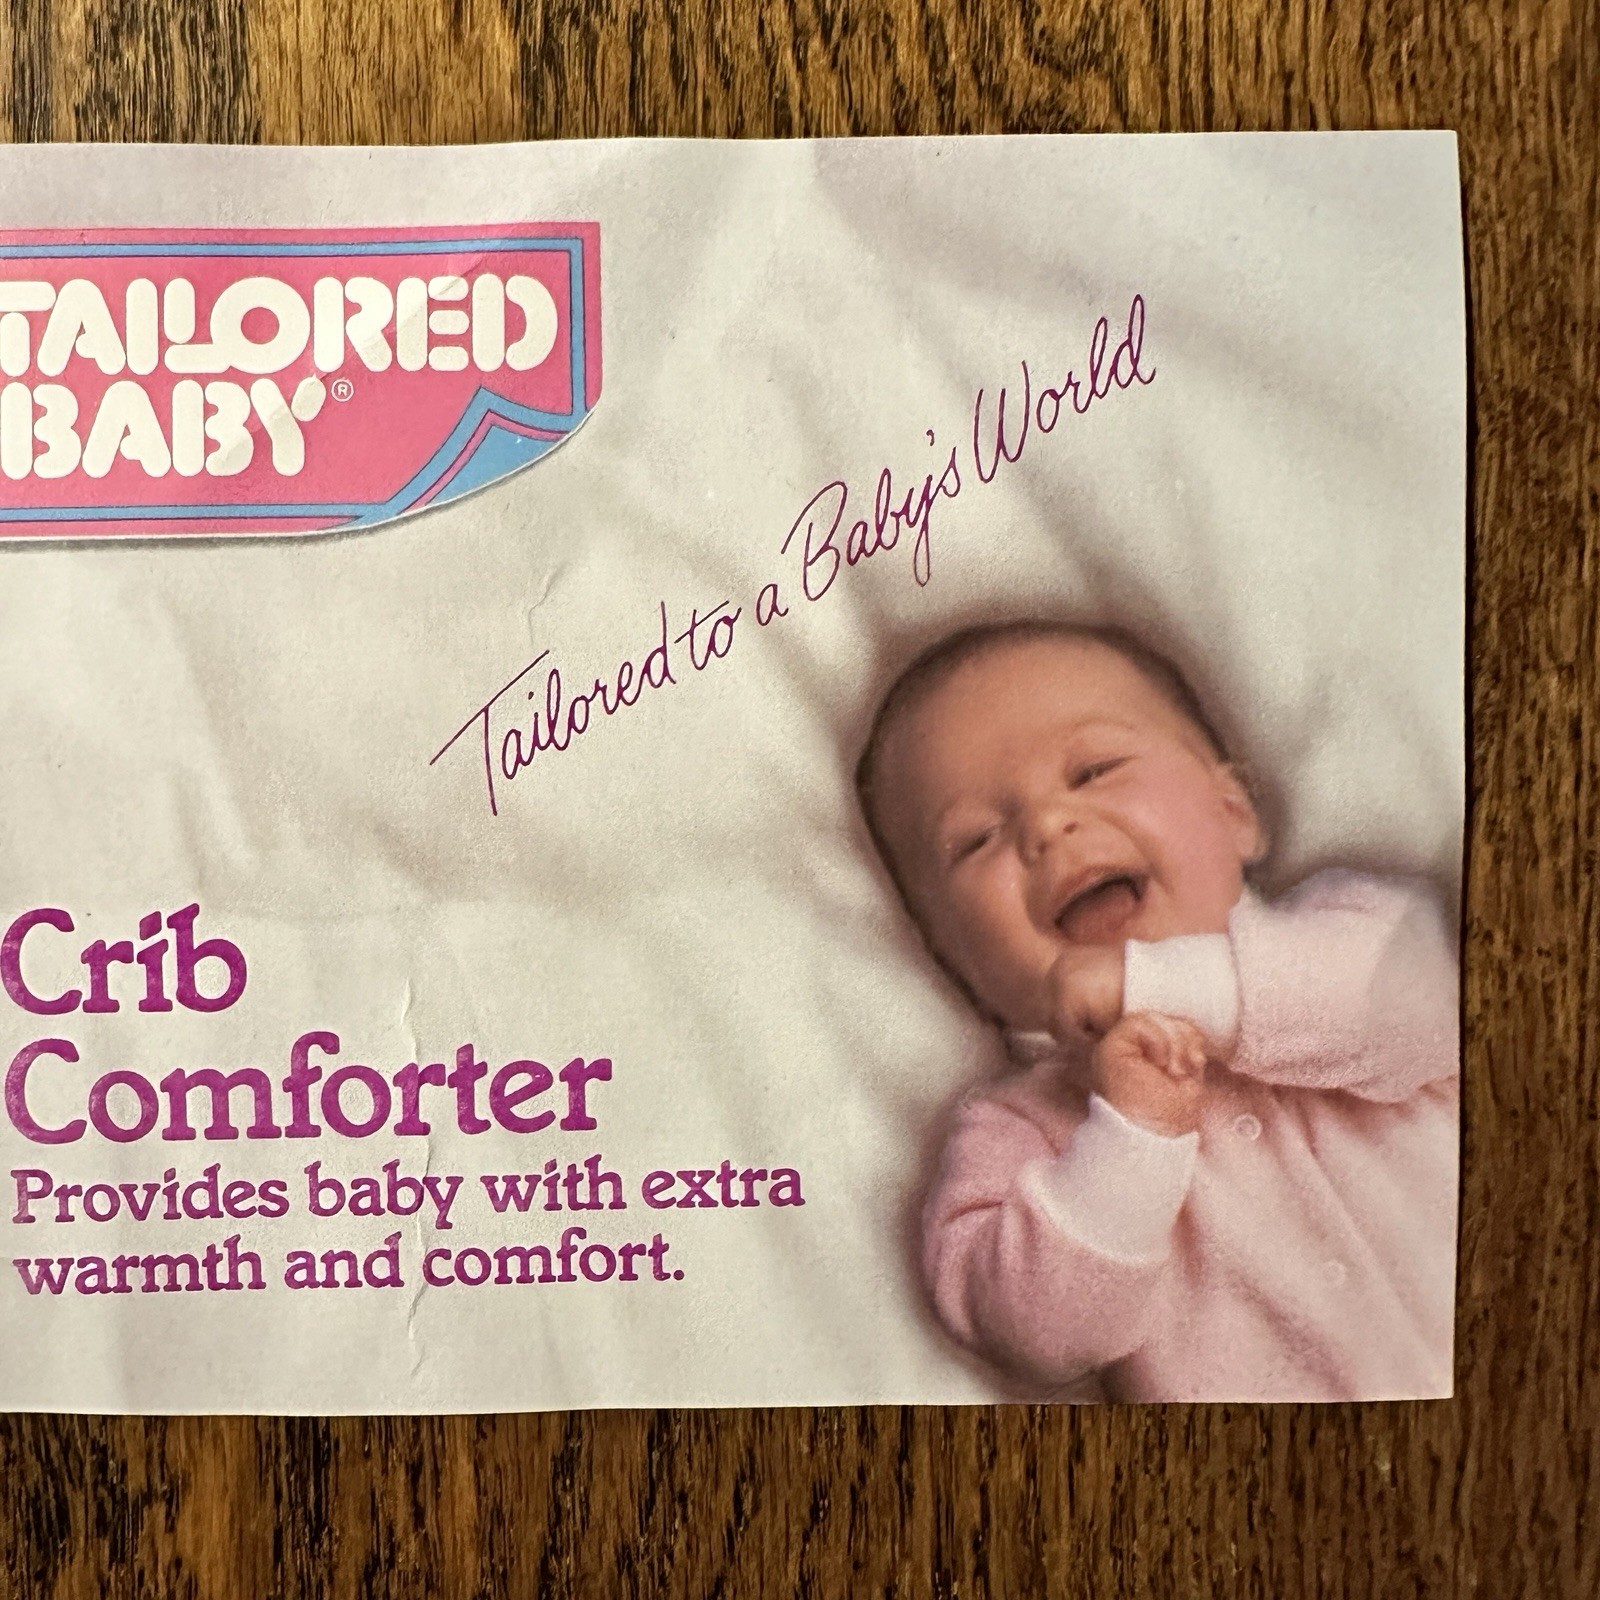 TAILORED
BABY®
Tailored to a Baby's World
Crib
Comforter
Provides baby with extra
warmth and comfort.